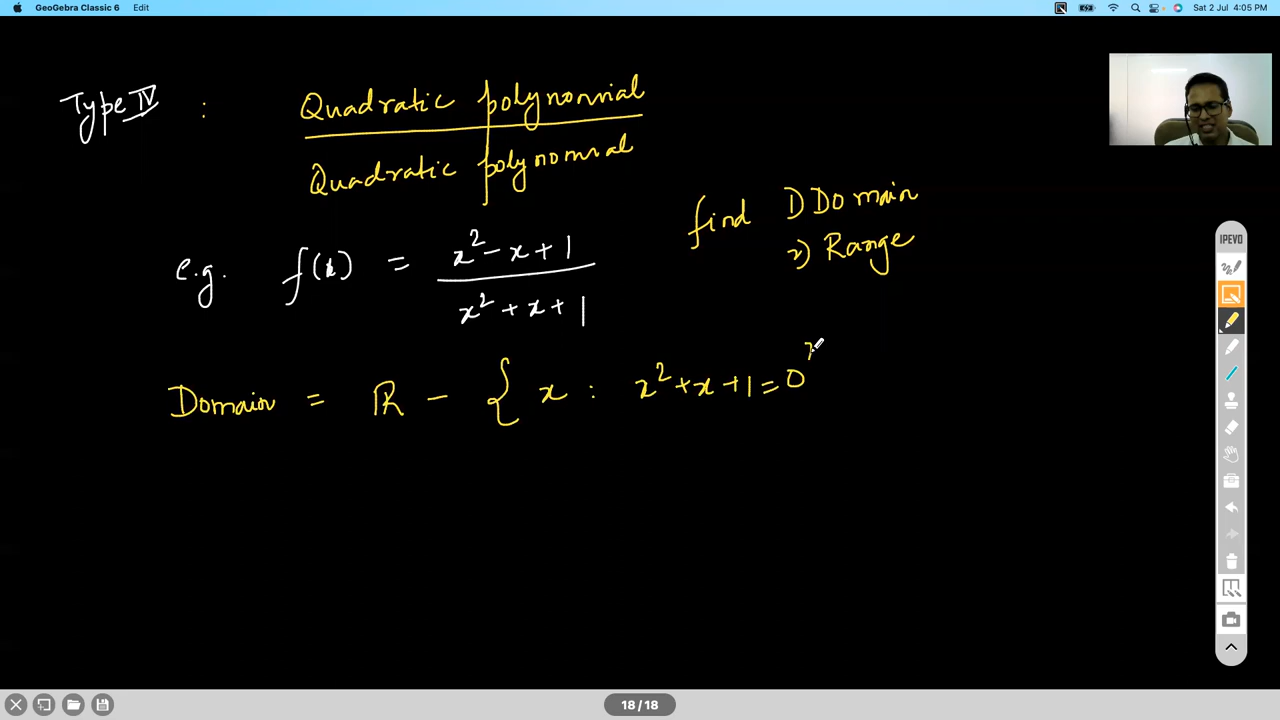 GeoGebra Classic 6 Edit
Sat 2 Jul 4:05 PM
Type IV : Quadratic polynomial
Quadratic polynomial
find 1) Domain
2) Range
e.g. f(x) = x² - x + 1
x² + x + 1
Domain = ℝ - { x : x² + x + 1 = 0
IPEVO
18 / 18